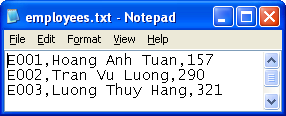 employees.txt - Notepad
File Edit Format View Help
E001,Hoang Anh Tuan,157
E002,Tran Vu Luong,290
E003,Luong Thuy Hang,321